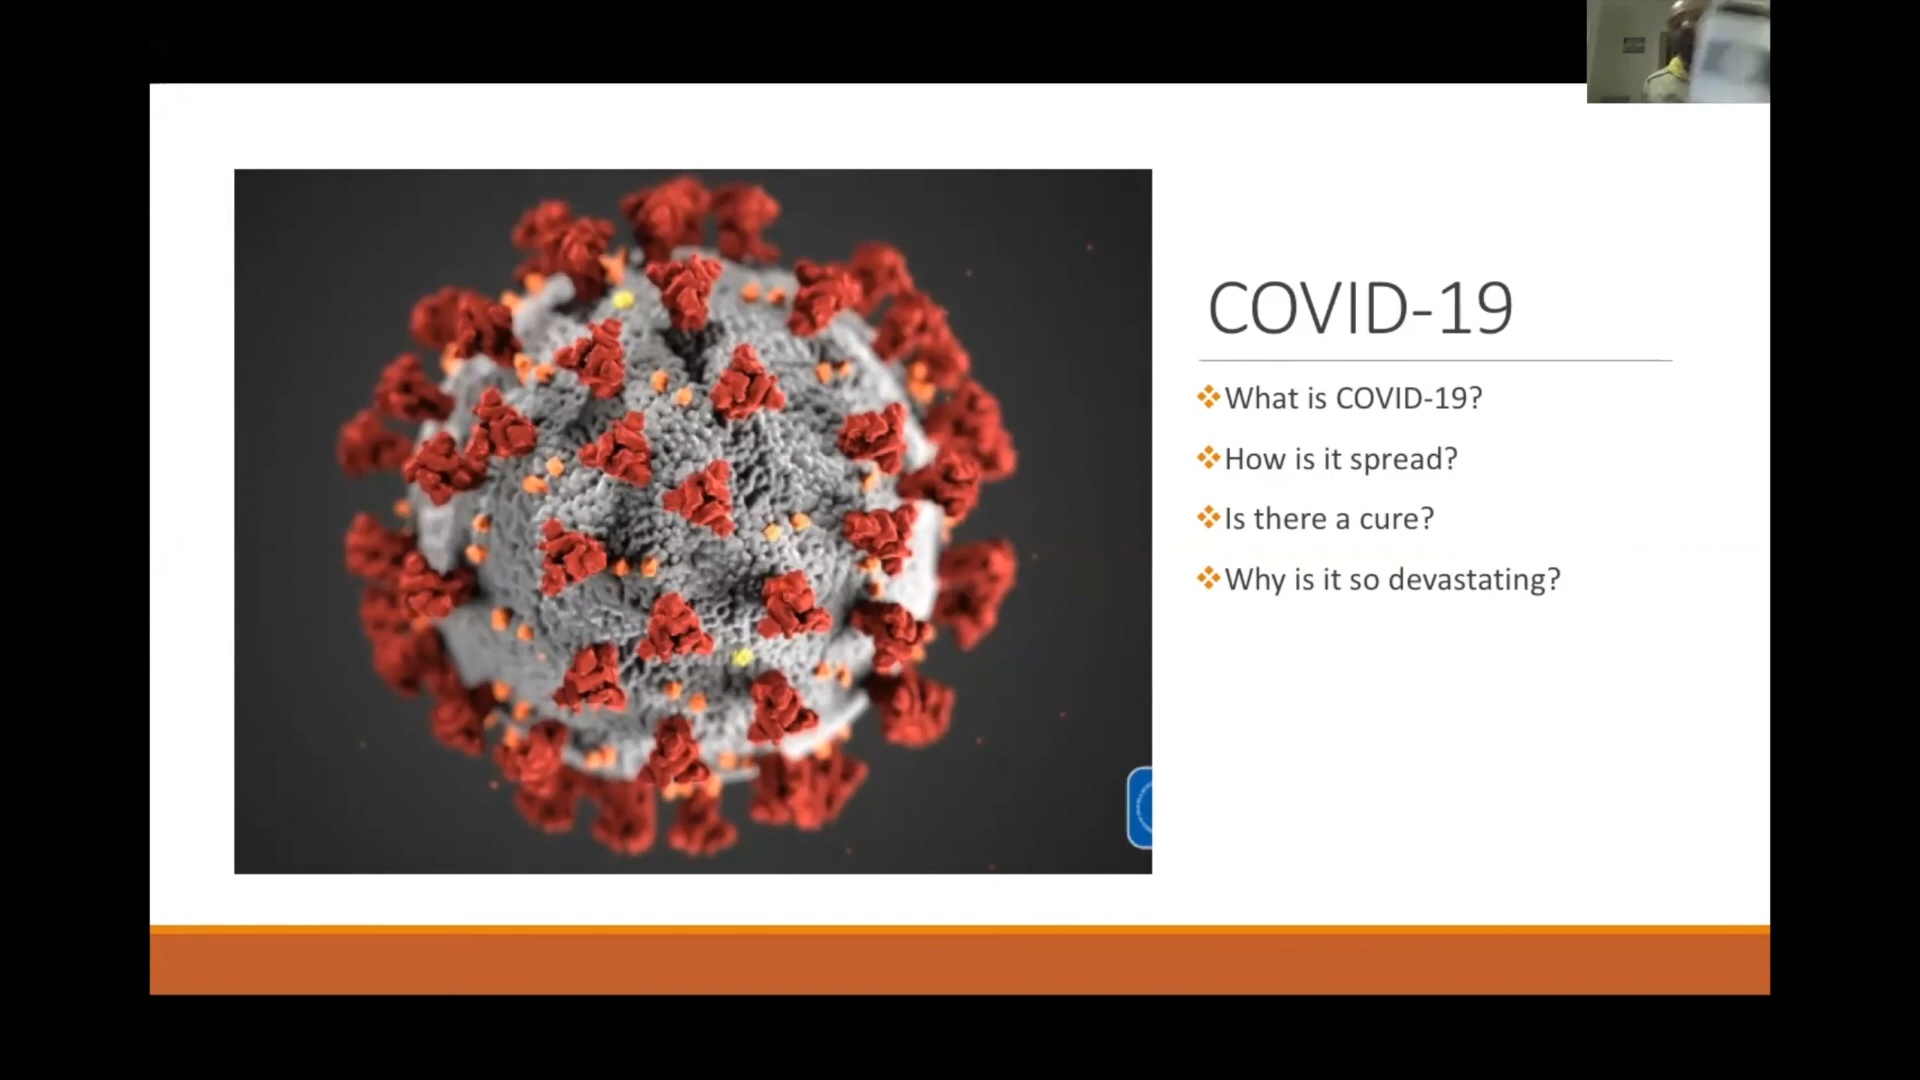 COVID-19
❖What is COVID-19?
❖How is it spread?
❖Is there a cure?
❖Why is it so devastating?